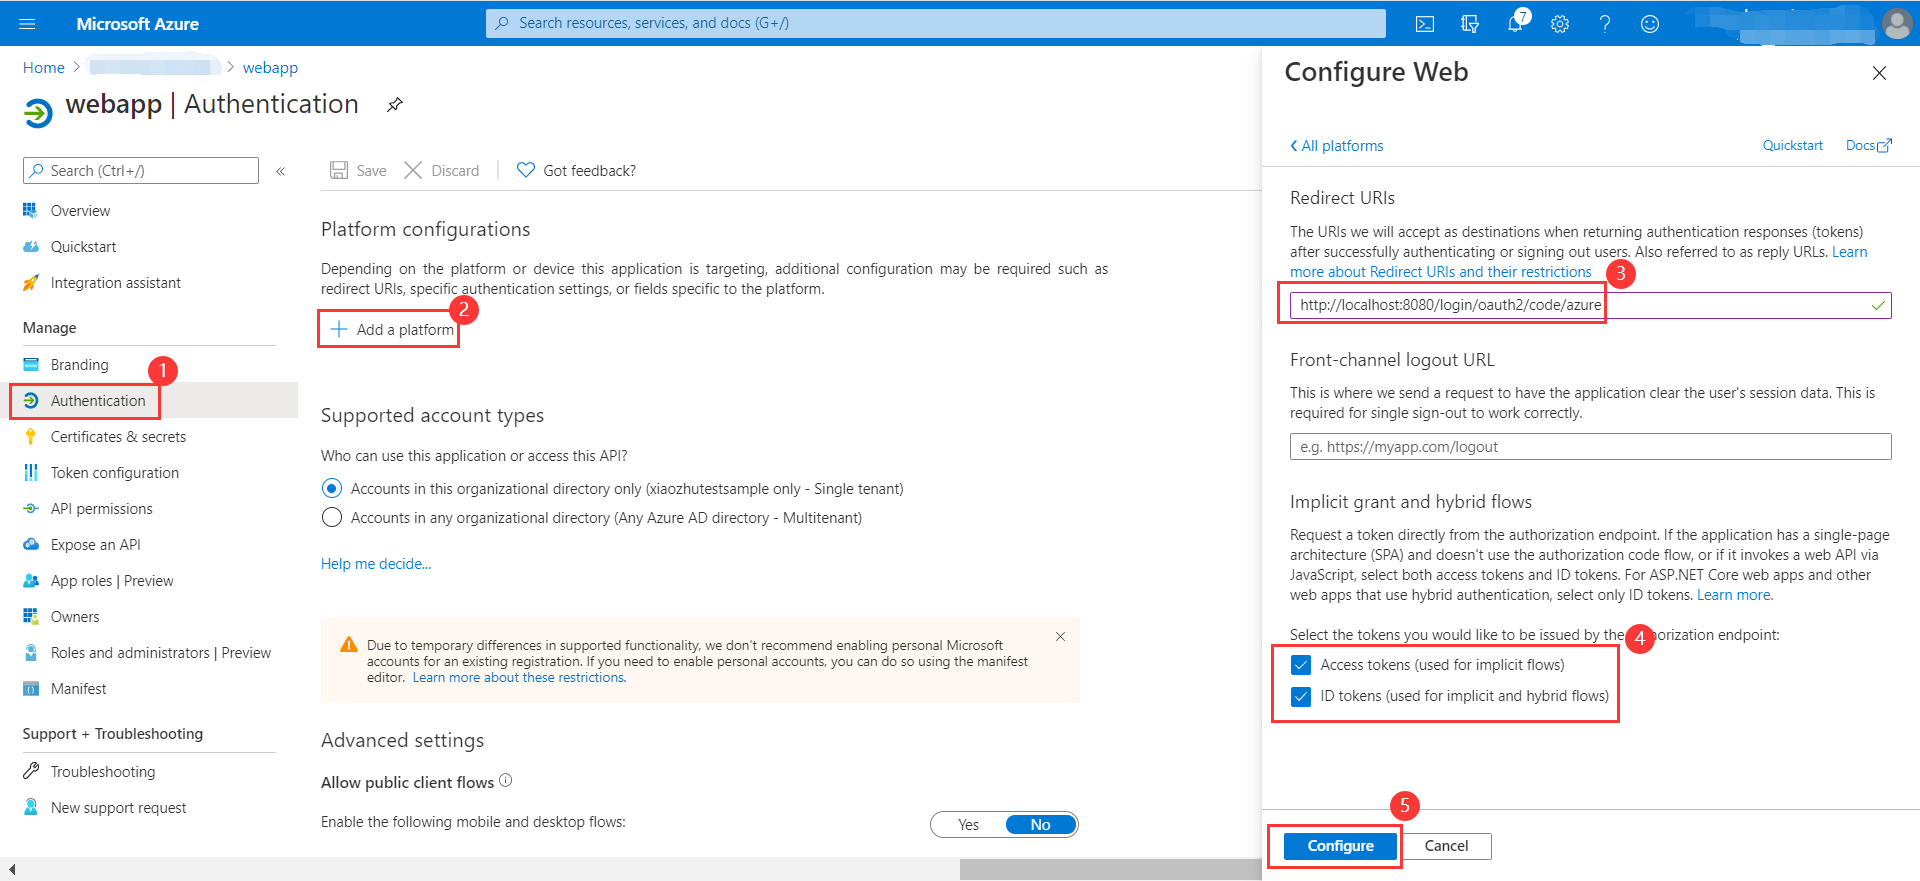 Microsoft Azure
Search resources, services, and docs (G+/)
7
Home > > webapp
webapp | Authentication
Search (Ctrl+/)
«
Overview
Quickstart
Integration assistant
Manage
Branding
1
Authentication
Certificates & secrets
Token configuration
API permissions
Expose an API
App roles | Preview
Owners
Roles and administrators | Preview
Manifest
Support + Troubleshooting
Troubleshooting
New support request
Save
Discard
Got feedback?
Platform configurations
Depending on the platform or device this application is targeting, additional configuration may be required such as
redirect URIs, specific authentication settings, or fields specific to the platform.
2
Add a platform
Supported account types
Who can use this application or access this API?
Accounts in this organizational directory only (xiaozhutestsample only - Single tenant)
Accounts in any organizational directory (Any Azure AD directory - Multitenant)
Help me decide...
Due to temporary differences in supported functionality, we don't recommend enabling personal Microsoft
accounts for an existing registration. If you need to enable personal accounts, you can do so using the manifest
editor. Learn more about these restrictions.
Advanced settings
Allow public client flows
Enable the following mobile and desktop flows:
Yes
No
Configure Web
All platforms
Quickstart
Docs
Redirect URIs
The URIs we will accept as destinations when returning authentication responses (tokens)
after successfully authenticating or signing out users. Also referred to as reply URLs. Learn
more about Redirect URIs and their restrictions
3
http://localhost:8080/login/oauth2/code/azure
Front-channel logout URL
This is where we send a request to have the application clear the user's session data. This is
required for single sign-out to work correctly.
e.g. https://myapp.com/logout
Implicit grant and hybrid flows
Request a token directly from the authorization endpoint. If the application has a single-page
architecture (SPA) and doesn't use the authorization code flow, or if it invokes a web API via
JavaScript, select both access tokens and ID tokens. For ASP.NET Core web apps and other
web apps that use hybrid authentication, select only ID tokens. Learn more.
Select the tokens you would like to be issued by the endpoint:
4
Access tokens (used for implicit flows)
ID tokens (used for implicit and hybrid flows)
5
Configure
Cancel